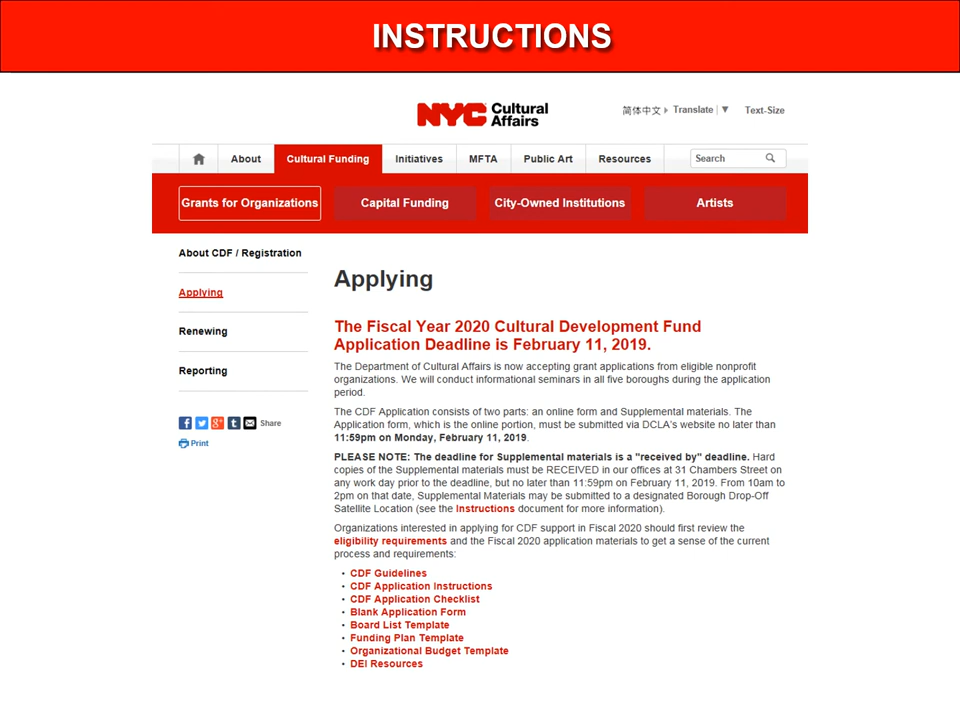 INSTRUCTIONS
NYC Cultural Affairs
简体中文 Translate Text-Size
About Cultural Funding Initiatives MFTA Public Art Resources Search
Grants for Organizations Capital Funding City-Owned Institutions Artists
About CDF / Registration
Applying
Renewing
Reporting
Share
Print
Applying
The Fiscal Year 2020 Cultural Development Fund
Application Deadline is February 11, 2019.
The Department of Cultural Affairs is now accepting grant applications from eligible nonprofit
organizations. We will conduct informational seminars in all five boroughs during the application
period.
The CDF Application consists of two parts: an online form and Supplemental materials. The
Application form, which is the online portion, must be submitted via DCLA's website no later than
11:59pm on Monday, February 11, 2019.
PLEASE NOTE: The deadline for Supplemental materials is a "received by" deadline. Hard
copies of the Supplemental materials must be RECEIVED in our offices at 31 Chambers Street on
any work day prior to the deadline, but no later than 11:59pm on February 11, 2019. From 10am to
2pm on that date, Supplemental Materials may be submitted to a designated Borough Drop-Off
Satellite Location (see the Instructions document for more information).
Organizations interested in applying for CDF support in Fiscal 2020 should first review the
eligibility requirements and the Fiscal 2020 application materials to get a sense of the current
process and requirements:
• CDF Guidelines
• CDF Application Instructions
• CDF Application Checklist
• Blank Application Form
• Board List Template
• Funding Plan Template
• Organizational Budget Template
• DEI Resources